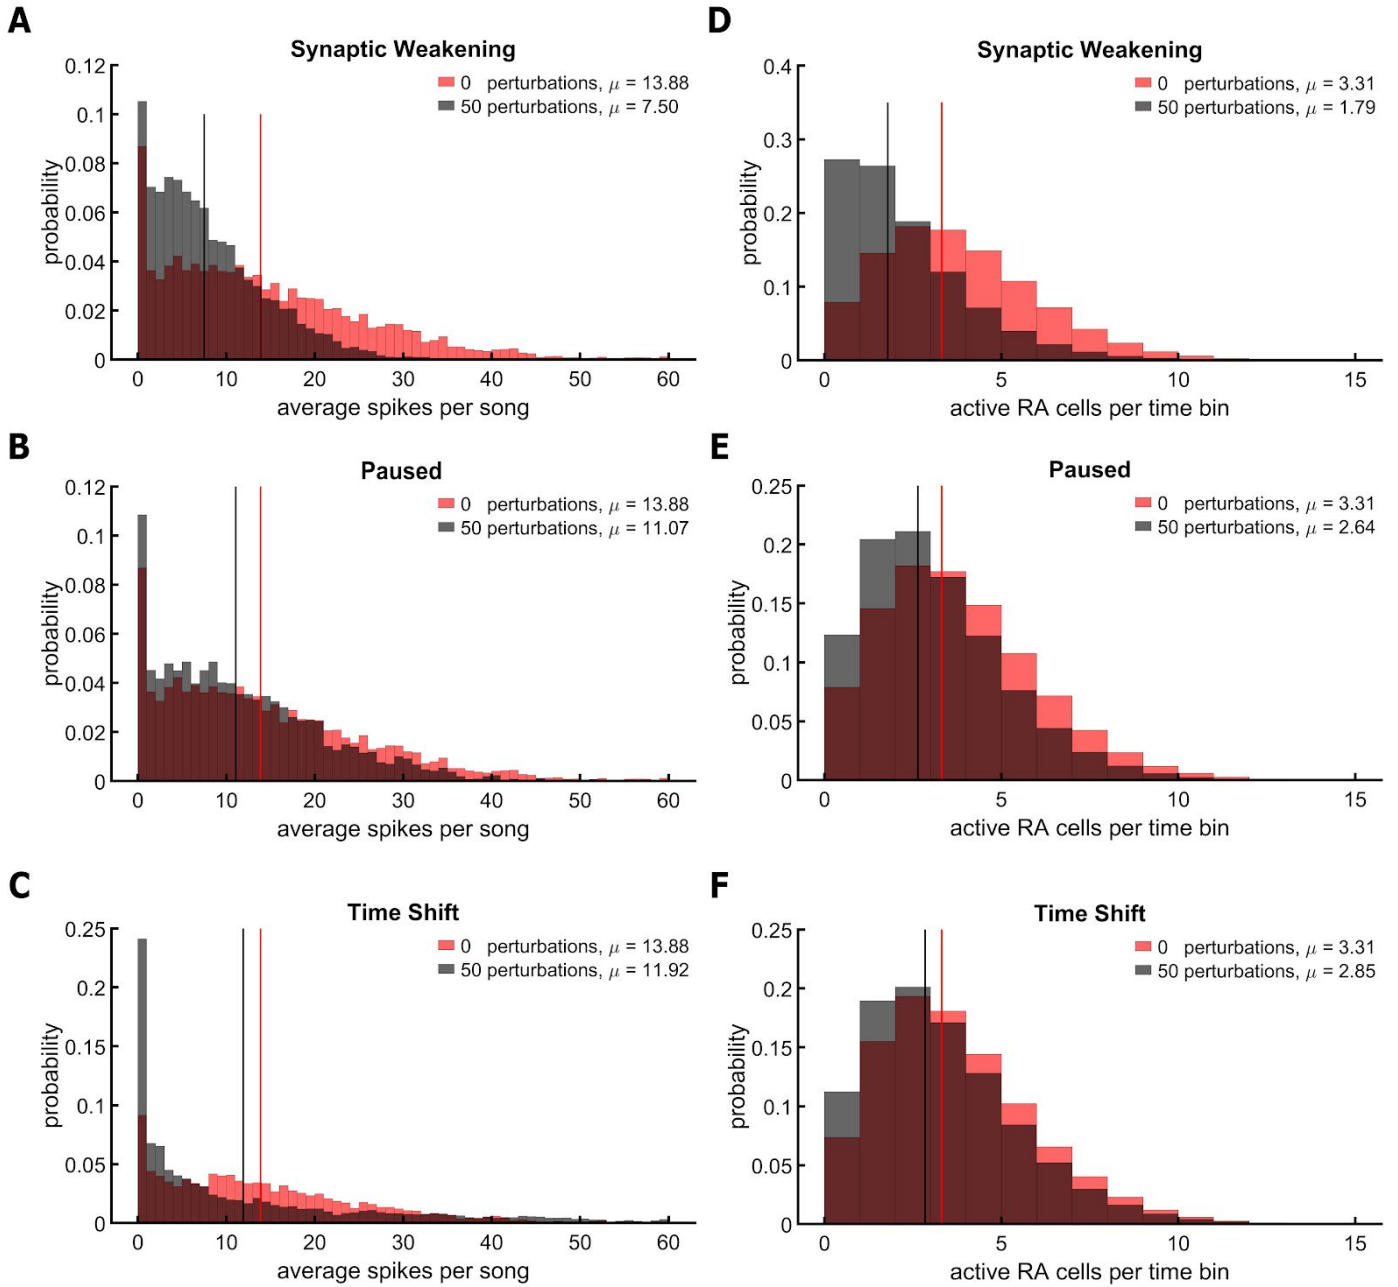 A
Synaptic Weakening
0 perturbations, μ = 13.88
50 perturbations, μ = 7.50
probability
0.12
0.1
0.08
0.06
0.04
0.02
0
0 10 20 30 40 50 60
average spikes per song
D
Synaptic Weakening
0 perturbations, μ = 3.31
50 perturbations, μ = 1.79
probability
0.4
0.3
0.2
0.1
0
0 5 10 15
active RA cells per time bin
B
Paused
0 perturbations, μ = 13.88
50 perturbations, μ = 11.07
probability
0.12
0.1
0.08
0.06
0.04
0.02
0
0 10 20 30 40 50 60
average spikes per song
E
Paused
0 perturbations, μ = 3.31
50 perturbations, μ = 2.64
probability
0.25
0.2
0.15
0.1
0.05
0
0 5 10 15
active RA cells per time bin
C
Time Shift
0 perturbations, μ = 13.88
50 perturbations, μ = 11.92
probability
0.25
0.2
0.15
0.1
0.05
0
0 10 20 30 40 50 60
average spikes per song
F
Time Shift
0 perturbations, μ = 3.31
50 perturbations, μ = 2.85
probability
0.25
0.2
0.15
0.1
0.05
0
0 5 10 15
active RA cells per time bin